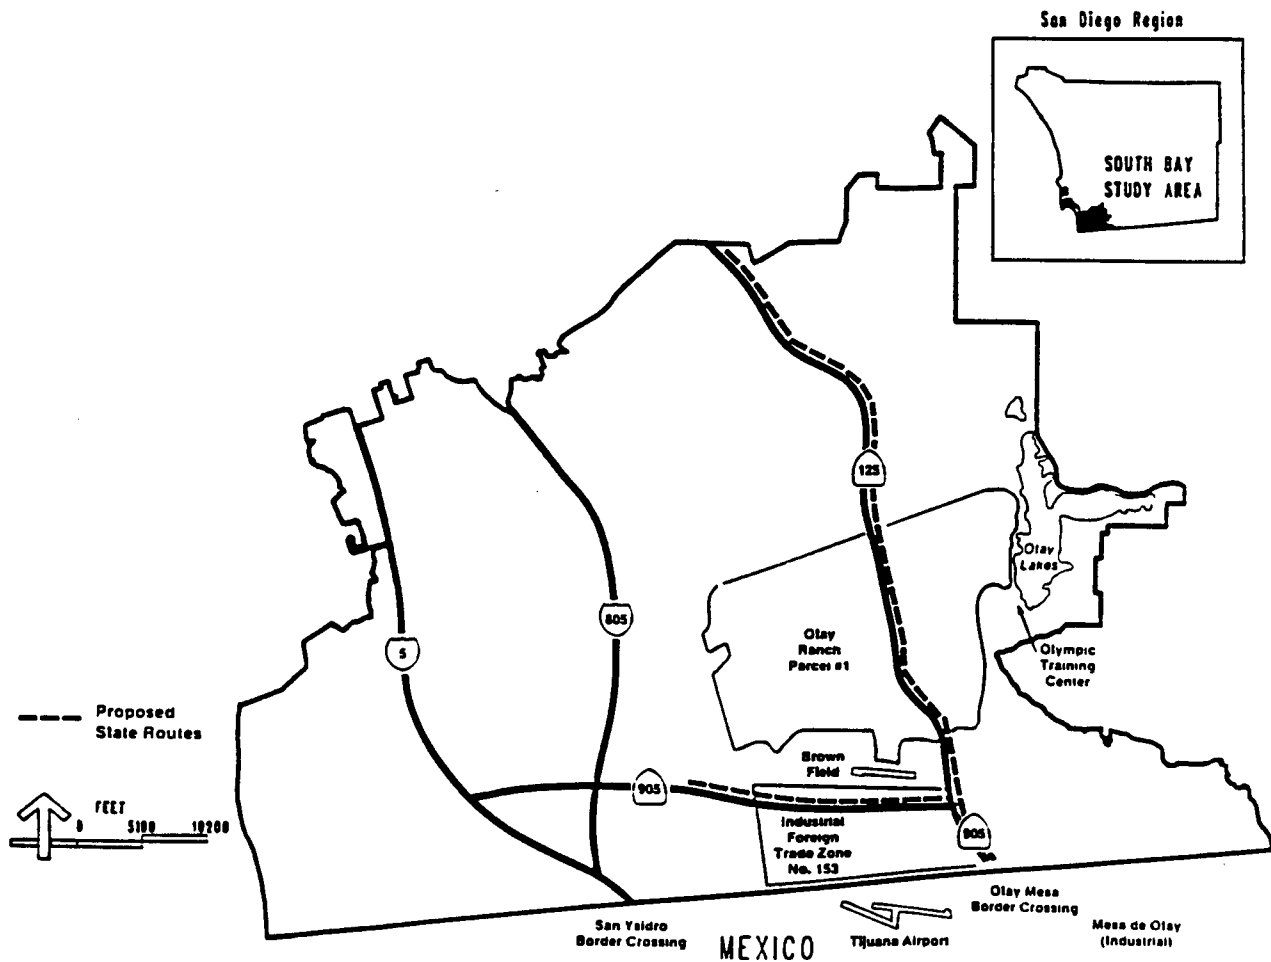 San Diego Region
SOUTH BAY
STUDY AREA
125
Otay
Lakes
805
5
Otay
Ranch
Parcel #1
Olympic
Training
Center
Proposed
State Routes
Brown
Field
905
FEET
0 5100 10200
Industrial
Foreign
Trade Zone
No. 153
905
Otay Mesa
Border Crossing
San Ysidro
Border Crossing
MEXICO
Tijuana Airport
Mesa de Otay
(Industrial)